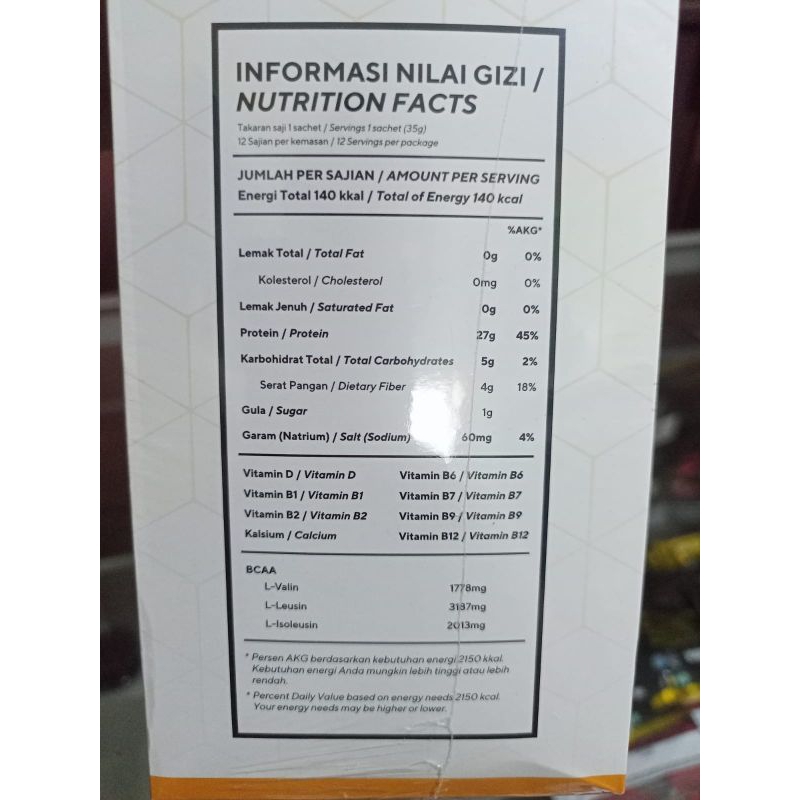 INFORMASI NILAI GIZI /
NUTRITION FACTS
Takaran saji 1 sachet / Servings 1 sachet (35g)
12 Sajian per kemasan / 12 Servings per package
JUMLAH PER SAJIAN / AMOUNT PER SERVING
Energi Total 140 kkal / Total of Energy 140 kcal
%AKG*
Lemak Total / Total Fat 0g 0%
Kolesterol / Cholesterol 0mg 0%
Lemak Jenuh / Saturated Fat 0g 0%
Protein / Protein 27g 45%
Karbohidrat Total / Total Carbohydrates 5g 2%
Serat Pangan / Dietary Fiber 4g 18%
Gula / Sugar 1g
Garam (Natrium) / Salt (Sodium) 60mg 4%
Vitamin D / Vitamin D Vitamin B6 / Vitamin B6
Vitamin B1 / Vitamin B1 Vitamin B7 / Vitamin B7
Vitamin B2 / Vitamin B2 Vitamin B9 / Vitamin B9
Kalsium / Calcium Vitamin B12 / Vitamin B12
BCAA
L-Valin 1778mg
L-Leusin 3187mg
L-Isoleusin 2013mg
* Persen AKG berdasarkan kebutuhan energi 2150 kkal.
Kebutuhan energi Anda mungkin lebih tinggi atau lebih
rendah.
* Percent Daily Value based on energy needs 2150 kcal.
Your energy needs may be higher or lower.